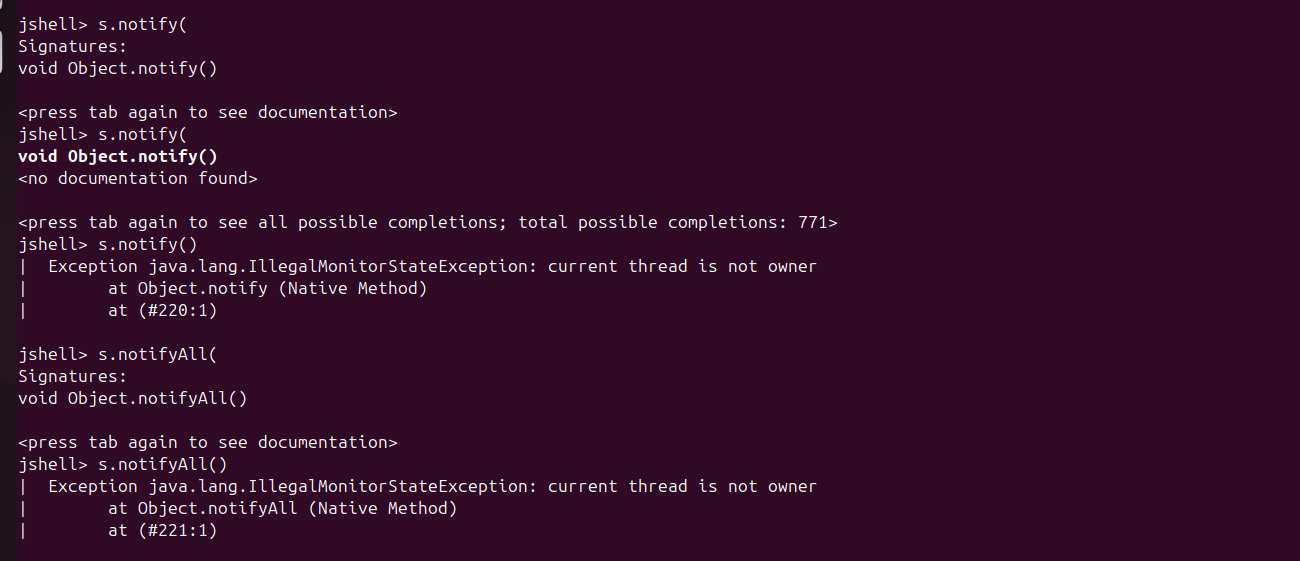 jshell> s.notify(
Signatures:
void Object.notify()
<press tab again to see documentation>
jshell> s.notify(
void Object.notify()
<no documentation found>
<press tab again to see all possible completions; total possible completions: 771>
jshell> s.notify()
|  Exception java.lang.IllegalMonitorStateException: current thread is not owner
|        at Object.notify (Native Method)
|        at (#220:1)
jshell> s.notifyAll(
Signatures:
void Object.notifyAll()
<press tab again to see documentation>
jshell> s.notifyAll()
|  Exception java.lang.IllegalMonitorStateException: current thread is not owner
|        at Object.notifyAll (Native Method)
|        at (#221:1)